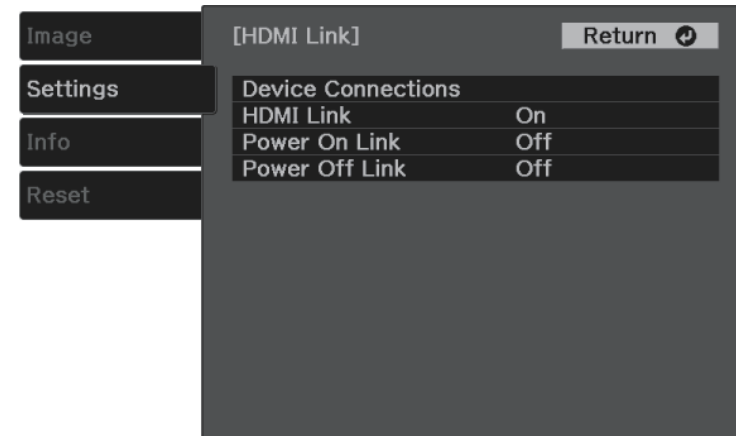 Image
Settings
Info
Reset
[HDMI Link]
Return
Device Connections
HDMI Link On
Power On Link Off
Power Off Link Off